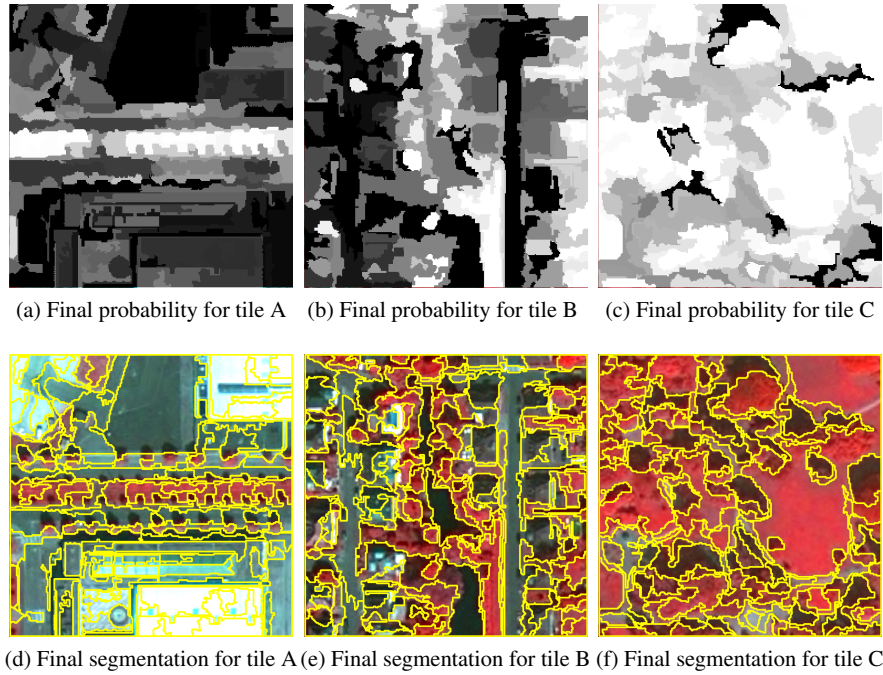 (a) Final probability for tile A
(b) Final probability for tile B
(c) Final probability for tile C
(d) Final segmentation for tile A
(e) Final segmentation for tile B
(f) Final segmentation for tile C